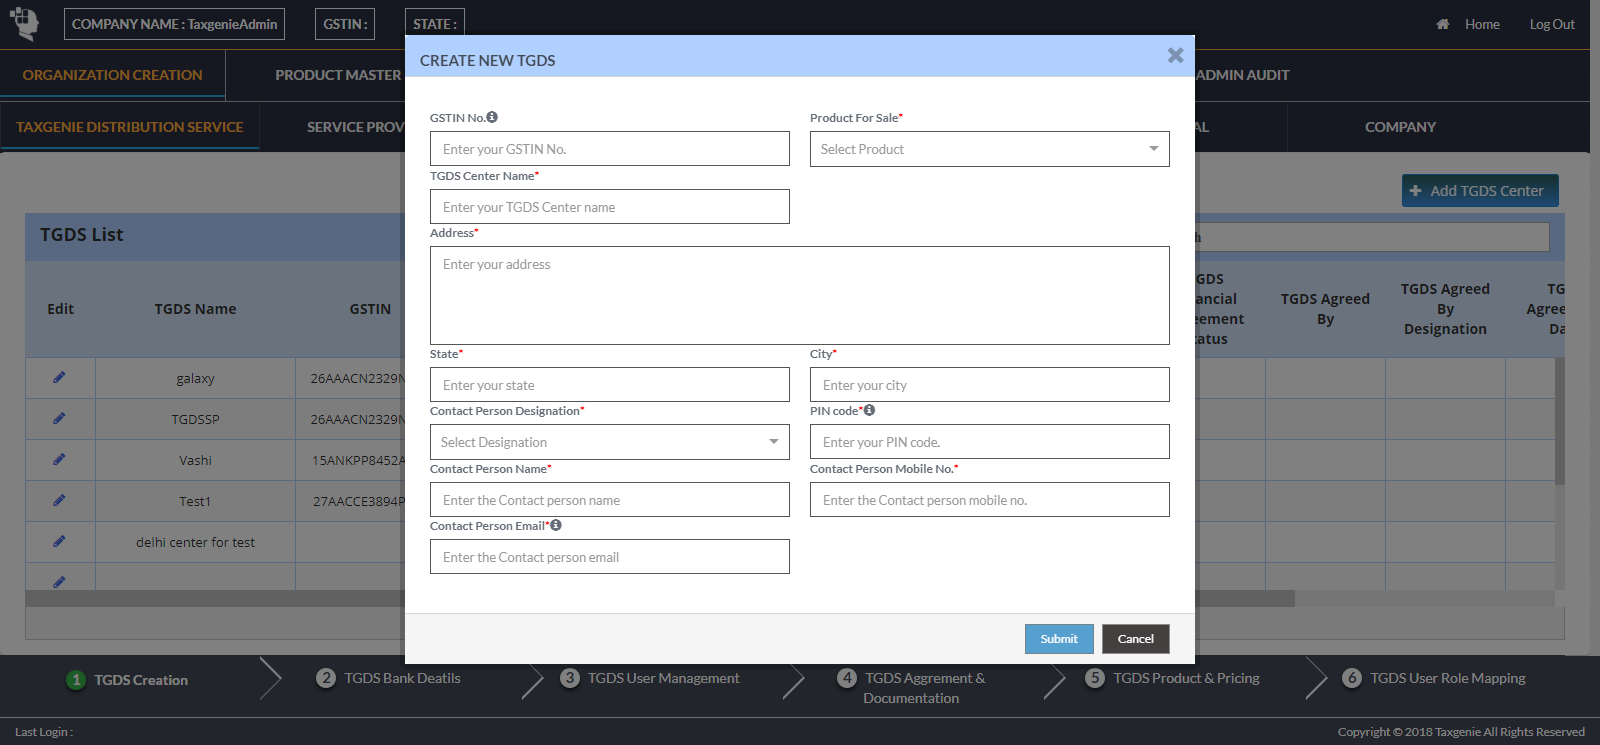 COMPANY NAME : TaxgenieAdmin
GSTIN :
STATE :
Home
Log Out
ORGANIZATION CREATION
PRODUCT MASTER
ADMIN AUDIT
TAXGENIE DISTRIBUTION SERVICE
SERVICE PROV
AL
COMPANY
CREATE NEW TGDS
GSTIN No.
Enter your GSTIN No.
Product For Sale*
Select Product
TGDS Center Name*
Enter your TGDS Center name
Address*
Enter your address
State*
Enter your state
City*
Enter your city
Contact Person Designation*
Select Designation
PIN code*
Enter your PIN code.
Contact Person Name*
Enter the Contact person name
Contact Person Mobile No.*
Enter the Contact person mobile no.
Contact Person Email*
Enter the Contact person email
Submit
Cancel
+ Add TGDS Center
TGDS List
h
Edit
TGDS Name
GSTIN
GDS
ancial
eement
atus
TGDS Agreed
By
TGDS Agreed
By
Designation
TG
Agree
Da
galaxy
26AAACN2329N
TGDSSP
26AAACN2329N
Vashi
15ANKPP8452A
Test1
27AACCE3894P
delhi center for test
1 TGDS Creation
2 TGDS Bank Deatils
3 TGDS User Management
4 TGDS Aggrement &
Documentation
5 TGDS Product & Pricing
6 TGDS User Role Mapping
Last Login :
Copyright © 2018 Taxgenie All Rights Reserved